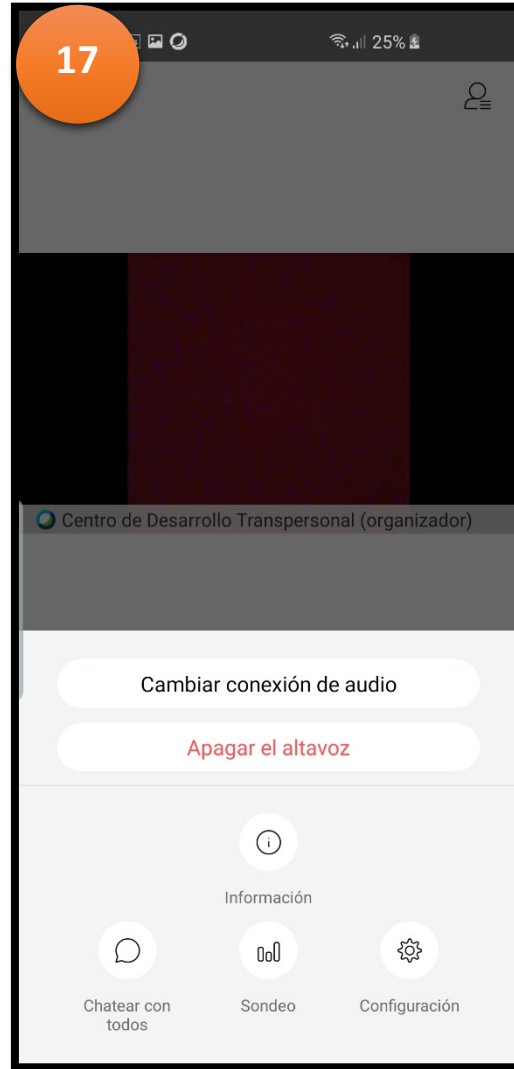 17
25%
Centro de Desarrollo Transpersonal (organizador)
Cambiar conexión de audio
Apagar el altavoz
Información
Chatear con
todos
Sondeo
Configuración